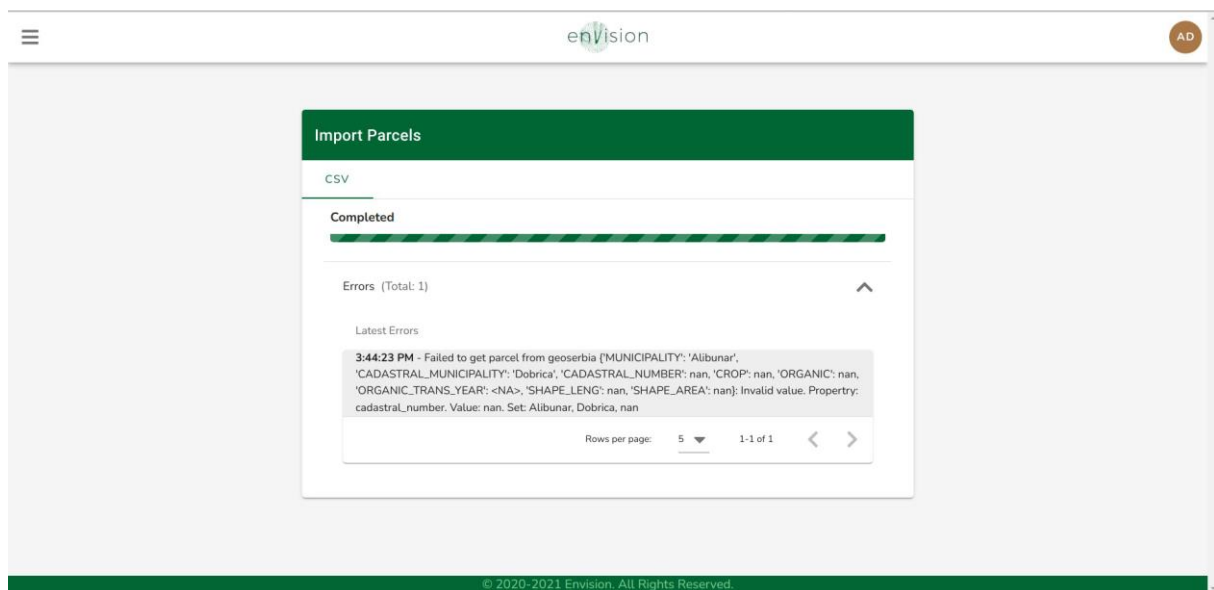 enVision
AD
Import Parcels
CSV
Completed
Errors (Total: 1)
Latest Errors
3:44:23 PM - Failed to get parcel from geoserbia {'MUNICIPALITY': 'Alibunar',
'CADASTRAL_MUNICIPALITY': 'Dobrica', 'CADASTRAL_NUMBER': nan, 'CROP': nan, 'ORGANIC': nan,
'ORGANIC_TRANS_YEAR': <NA>, 'SHAPE_LENG': nan, 'SHAPE_AREA': nan}: Invalid value. Propertry:
cadastral_number. Value: nan. Set: Alibunar, Dobrica, nan
Rows per page: 5 1-1 of 1
© 2020-2021 Envision. All Rights Reserved.